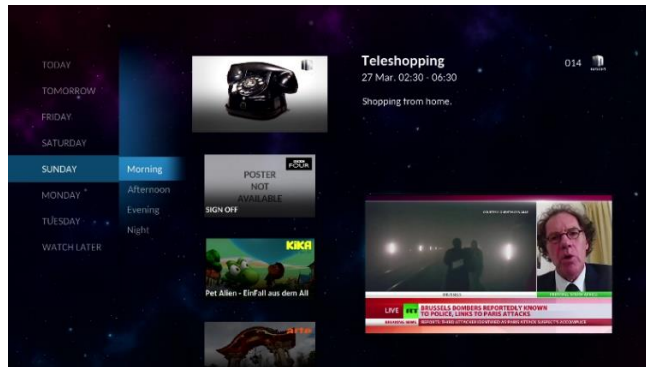 TODAY
TOMORROW
FRIDAY
SATURDAY
SUNDAY
MONDAY
TUESDAY
WATCH LATER
Morning
Afternoon
Evening
Night
POSTER
NOT
AVAILABLE
FOUR
SIGN OFF
KiKA
Pet Alien - EinFall aus dem All
arte
Teleshopping
014
27 Mar. 02:30 - 06:30
Shopping from home.
LIVE
RT
BRUSSELS BOMBERS REPORTEDLY KNOWN
TO POLICE, LINKS TO PARIS ATTACKS
BREAKING NEWS